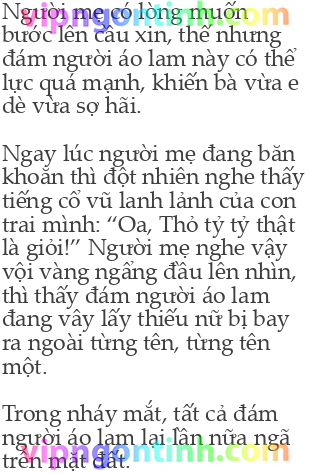 Người mẹ có lòng muốn
bước lên cầu xin, thế nhưng
đám người áo lam này có thể
lực quá mạnh, khiến bà vừa e
dè vừa sợ hãi.
Ngay lúc người mẹ đang băn
khoăn thì đột nhiên nghe thấy
tiếng cổ vũ lanh lảnh của con
trai mình: “Oa, Thỏ tỷ tỷ thật
là giỏi!” Người mẹ nghe vậy
vội vàng ngẩng đầu lên nhìn,
thì thấy đám người áo lam
đang vây lấy thiếu nữ bị bay
ra ngoài từng tên, từng tên
một.
Trong nháy mắt, tất cả đám
người áo lam lại lần nữa ngã
trên mặt đất.
vipngontinh.com
vipngontinh.com